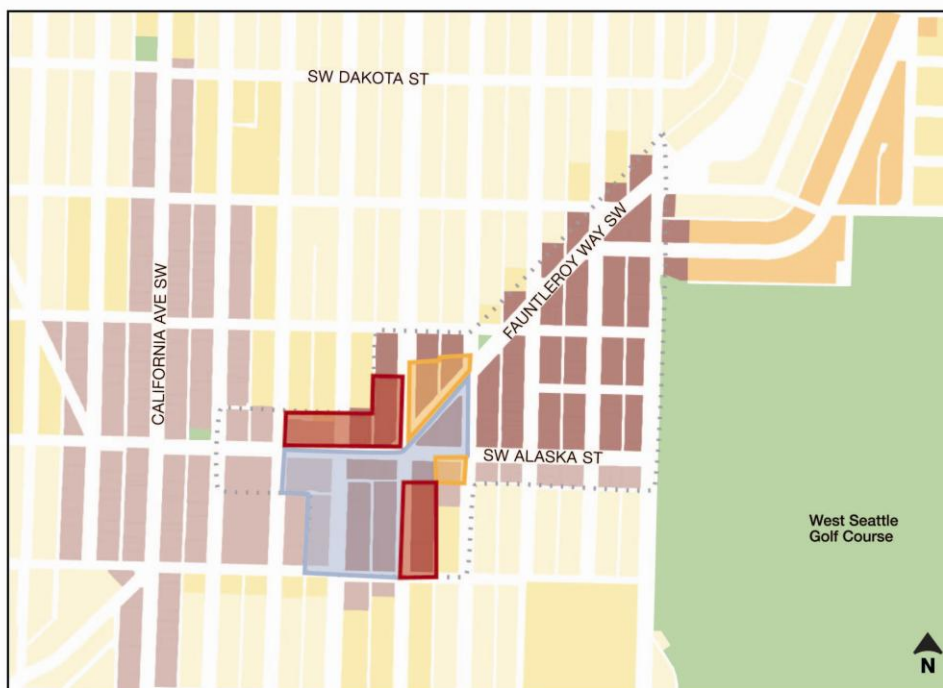 SW DAKOTA ST
FAUNTLEROY WAY SW
CALIFORNIA AVE SW
SW ALASKA ST
West Seattle
Golf Course
N